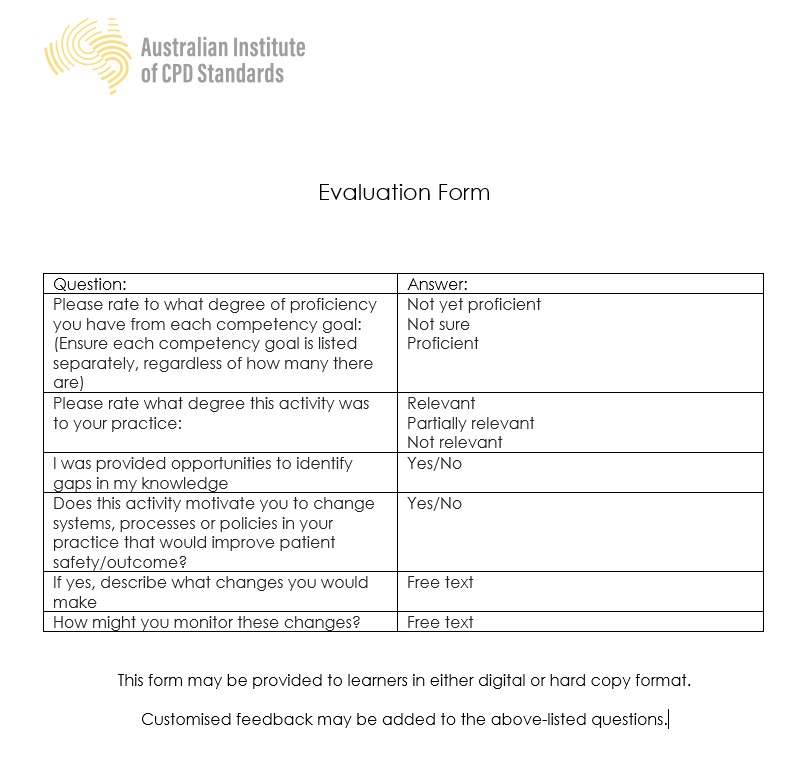 Australian Institute
of CPD Standards
Evaluation Form
Question:
Answer:
Please rate to what degree of proficiency
you have from each competency goal:
(Ensure each competency goal is listed
separately, regardless of how many there
are)
Not yet proficient
Not sure
Proficient
Please rate what degree this activity was
to your practice:
Relevant
Partially relevant
Not relevant
I was provided opportunities to identify
gaps in my knowledge
Yes/No
Does this activity motivate you to change
systems, processes or policies in your
practice that would improve patient
safety/outcome?
Yes/No
If yes, describe what changes you would
make
Free text
How might you monitor these changes?
Free text
This form may be provided to learners in either digital or hard copy format.
Customised feedback may be added to the above-listed questions.